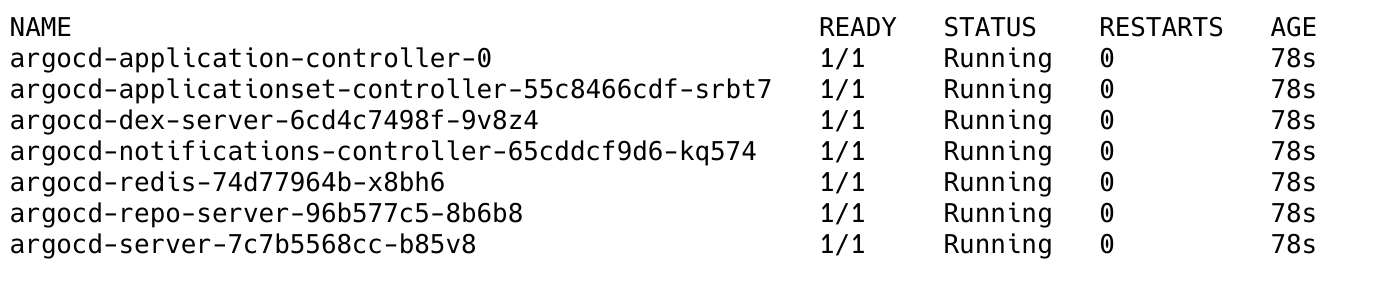 NAME READY STATUS RESTARTS AGE
argocd-application-controller-0 1/1 Running 0 78s
argocd-applicationset-controller-55c8466cdf-srbt7 1/1 Running 0 78s
argocd-dex-server-6cd4c7498f-9v8z4 1/1 Running 0 78s
argocd-notifications-controller-65cddcf9d6-kq574 1/1 Running 0 78s
argocd-redis-74d77964b-x8bh6 1/1 Running 0 78s
argocd-repo-server-96b577c5-8b6b8 1/1 Running 0 78s
argocd-server-7c7b5568cc-b85v8 1/1 Running 0 78s